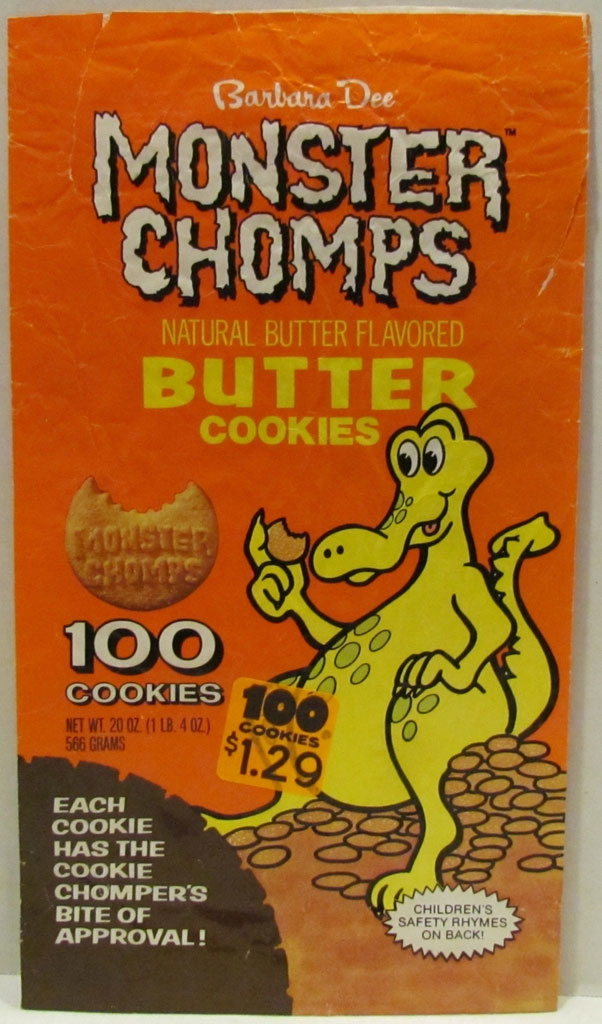 Barbara Dee
MONSTER™
CHOMPS
NATURAL BUTTER FLAVORED
BUTTER
COOKIES
MONSTER
CHOMPS
100
COOKIES
NET WT. 20 OZ. (1 LB. 4 OZ.)
566 GRAMS
100
COOKIES
$1.29
EACH
COOKIE
HAS THE
COOKIE
CHOMPER'S
BITE OF
APPROVAL!
CHILDREN'S
SAFETY RHYMES
ON BACK!